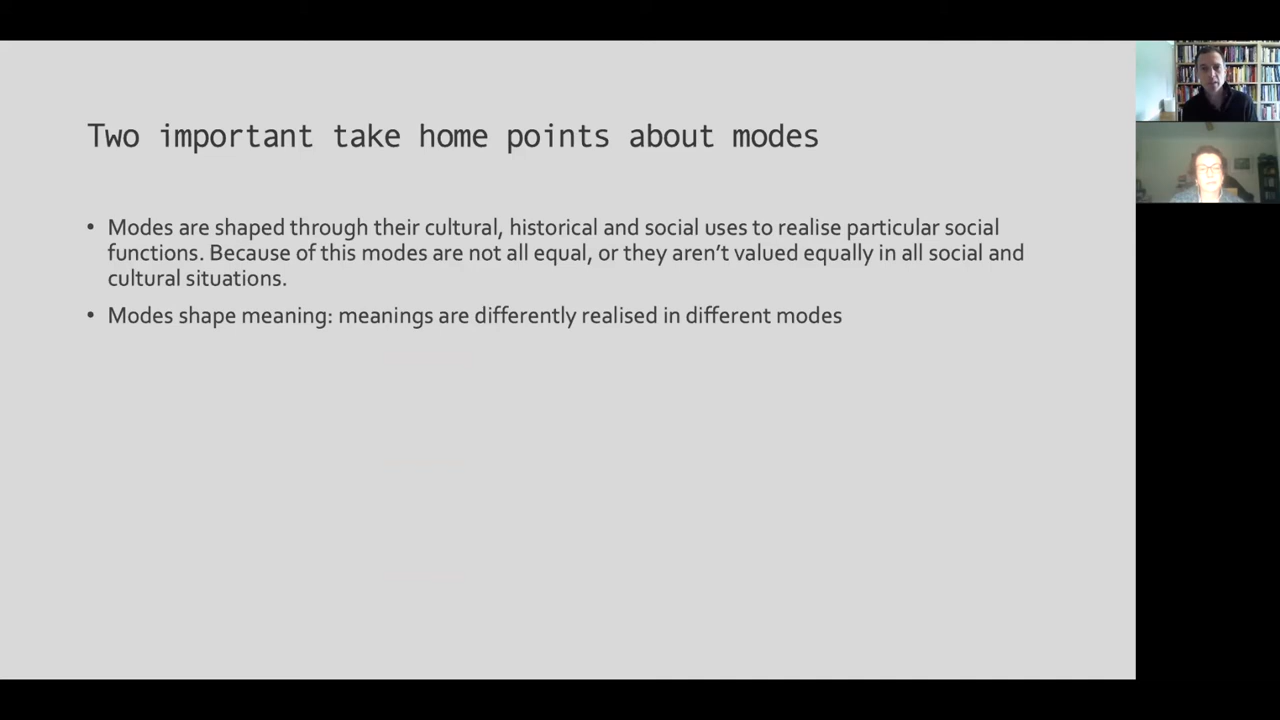 Two important take home points about modes
• Modes are shaped through their cultural, historical and social uses to realise particular social
functions. Because of this modes are not all equal, or they aren’t valued equally in all social and
cultural situations.
• Modes shape meaning: meanings are differently realised in different modes